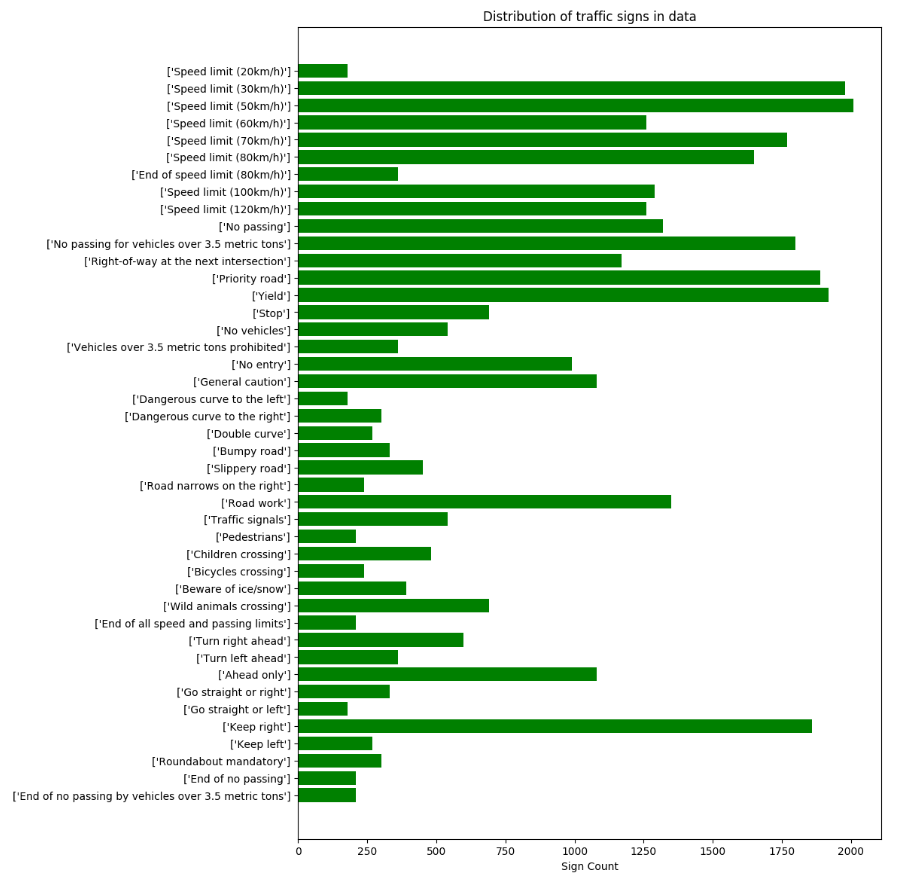 Distribution of traffic signs in data
['Speed limit (20km/h)']
['Speed limit (30km/h)']
['Speed limit (50km/h)']
['Speed limit (60km/h)']
['Speed limit (70km/h)']
['Speed limit (80km/h)']
['End of speed limit (80km/h)']
['Speed limit (100km/h)']
['Speed limit (120km/h)']
['No passing']
['No passing for vehicles over 3.5 metric tons']
['Right-of-way at the next intersection']
['Priority road']
['Yield']
['Stop']
['No vehicles']
['Vehicles over 3.5 metric tons prohibited']
['No entry']
['General caution']
['Dangerous curve to the left']
['Dangerous curve to the right']
['Double curve']
['Bumpy road']
['Slippery road']
['Road narrows on the right']
['Road work']
['Traffic signals']
['Pedestrians']
['Children crossing']
['Bicycles crossing']
['Beware of ice/snow']
['Wild animals crossing']
['End of all speed and passing limits']
['Turn right ahead']
['Turn left ahead']
['Ahead only']
['Go straight or right']
['Go straight or left']
['Keep right']
['Keep left']
['Roundabout mandatory']
['End of no passing']
['End of no passing by vehicles over 3.5 metric tons']
0 250 500 750 1000 1250 1500 1750 2000
Sign Count